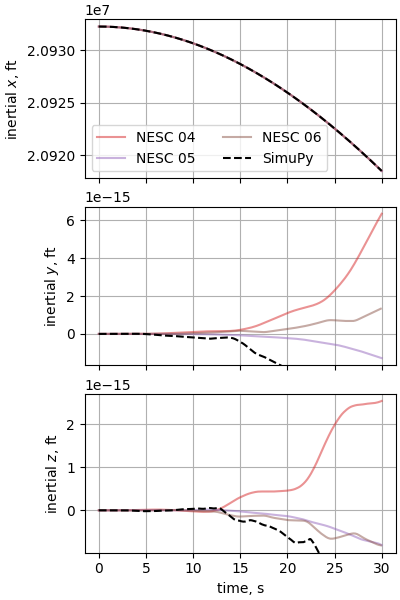 1e7
2.0930
2.0925
2.0920
inertial x, ft
NESC 04
NESC 05
NESC 06
SimuPy
1e−15
6
4
2
0
inertial y, ft
1e−15
2
1
0
inertial z, ft
0 5 10 15 20 25 30
time, s